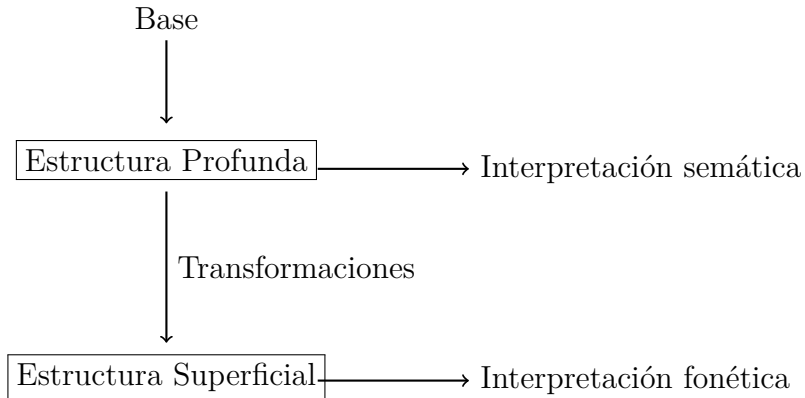 Base
Estructura Profunda
Interpretación semática
Transformaciones
Estructura Superficial
Interpretación fonética